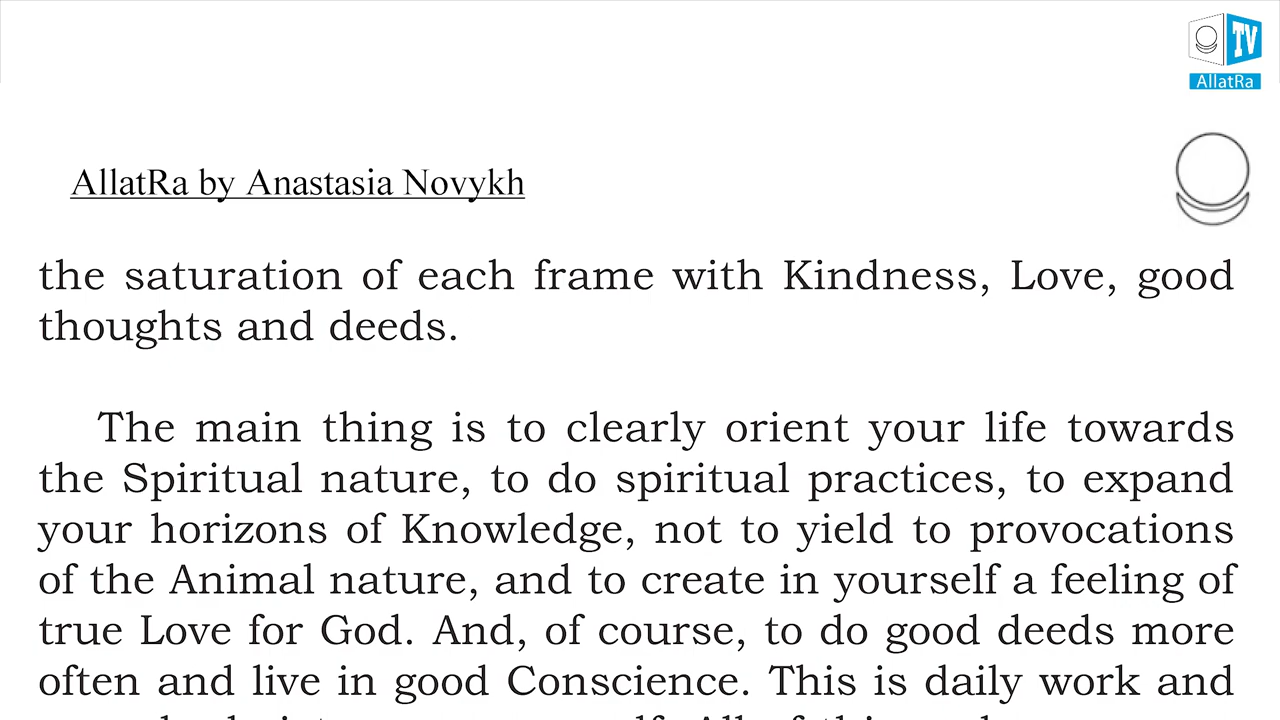 TV
AllatRa
AllatRa by Anastasia Novykh
the saturation of each frame with Kindness, Love, good
thoughts and deeds.
The main thing is to clearly orient your life towards
the Spiritual nature, to do spiritual practices, to expand
your horizons of Knowledge, not to yield to provocations
of the Animal nature, and to create in yourself a feeling of
true Love for God. And, of course, to do good deeds more
often and live in good Conscience. This is daily work and